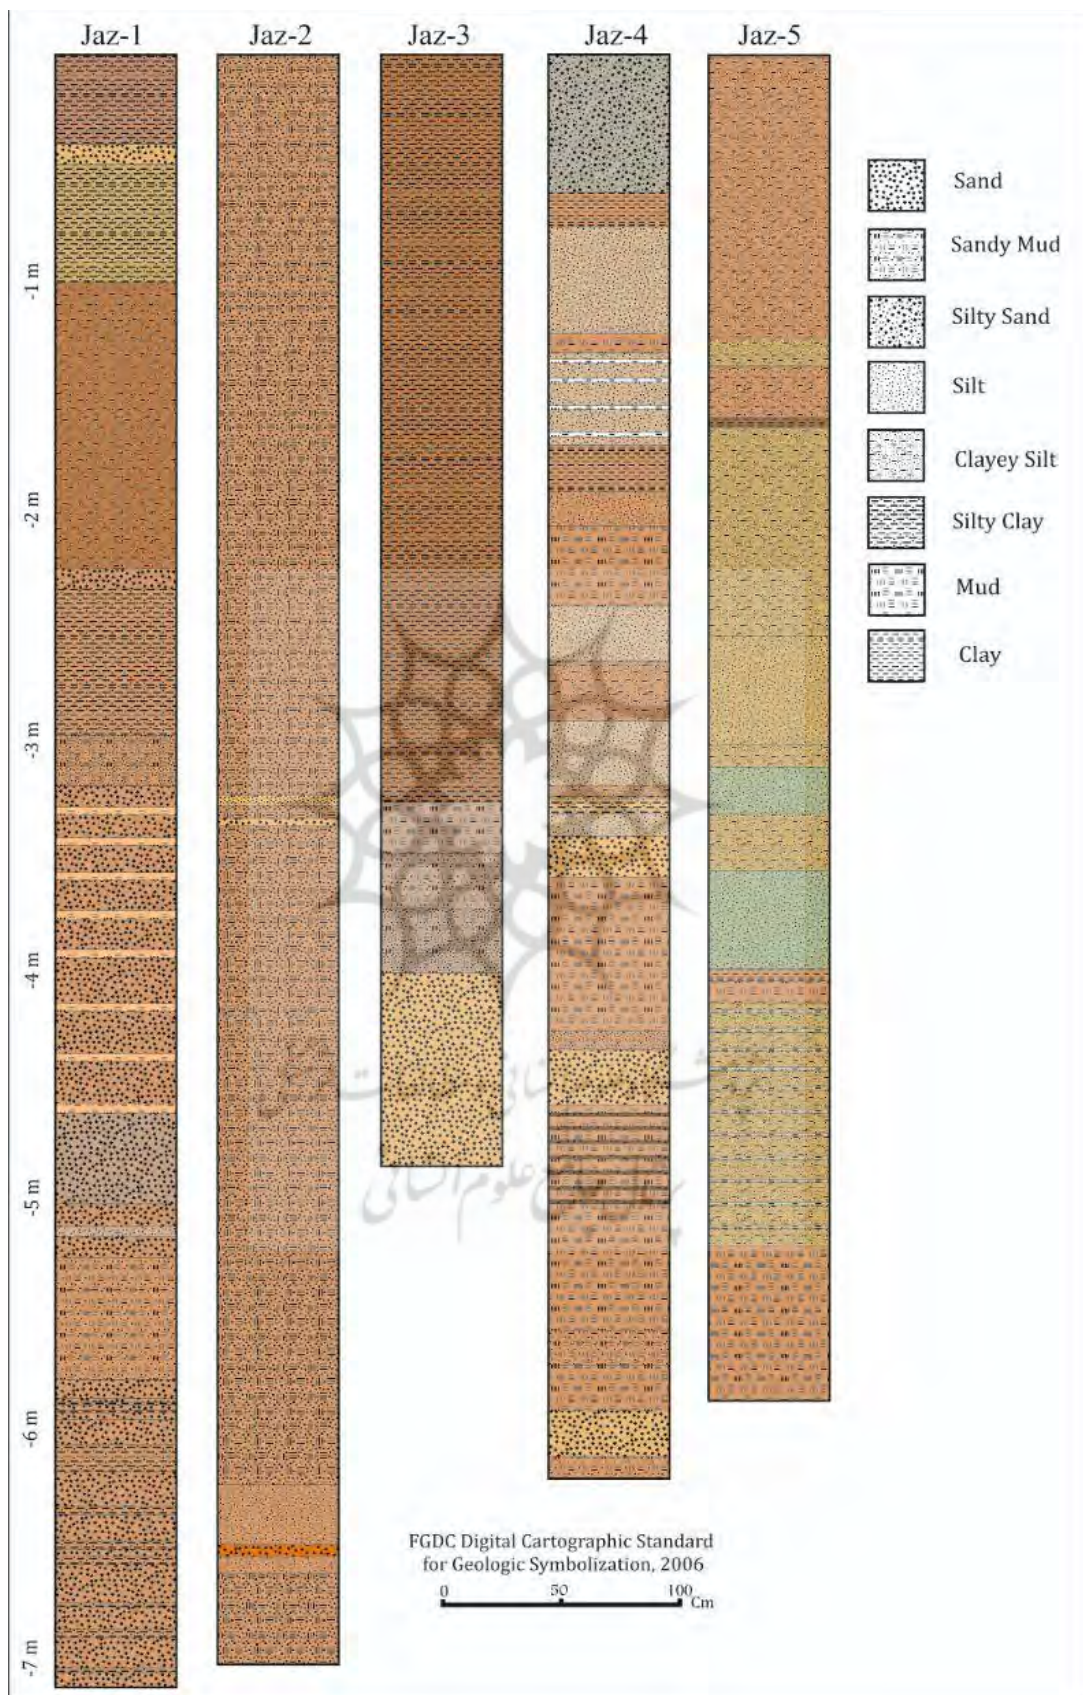 Jaz-1 Jaz-2 Jaz-3 Jaz-4 Jaz-5
Sand
Sandy Mud
Silty Sand
Silt
Clayey Silt
Silty Clay
Mud
Clay
-1 m
-2 m
-3 m
-4 m
-5 m
-6 m
-7 m
FGDC Digital Cartographic Standard
for Geologic Symbolization, 2006
0 50 100
Cm